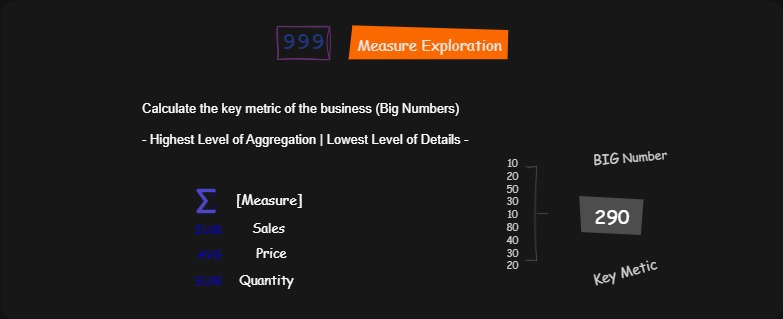 999
Measure Exploration
Calculate the key metric of the business (Big Numbers)
- Highest Level of Aggregation | Lowest Level of Details -
Σ [Measure]
SUM Sales
AVG Price
SUM Quantity
10
20
50
30
10
80
40
30
20
BIG Number
290
Key Metic